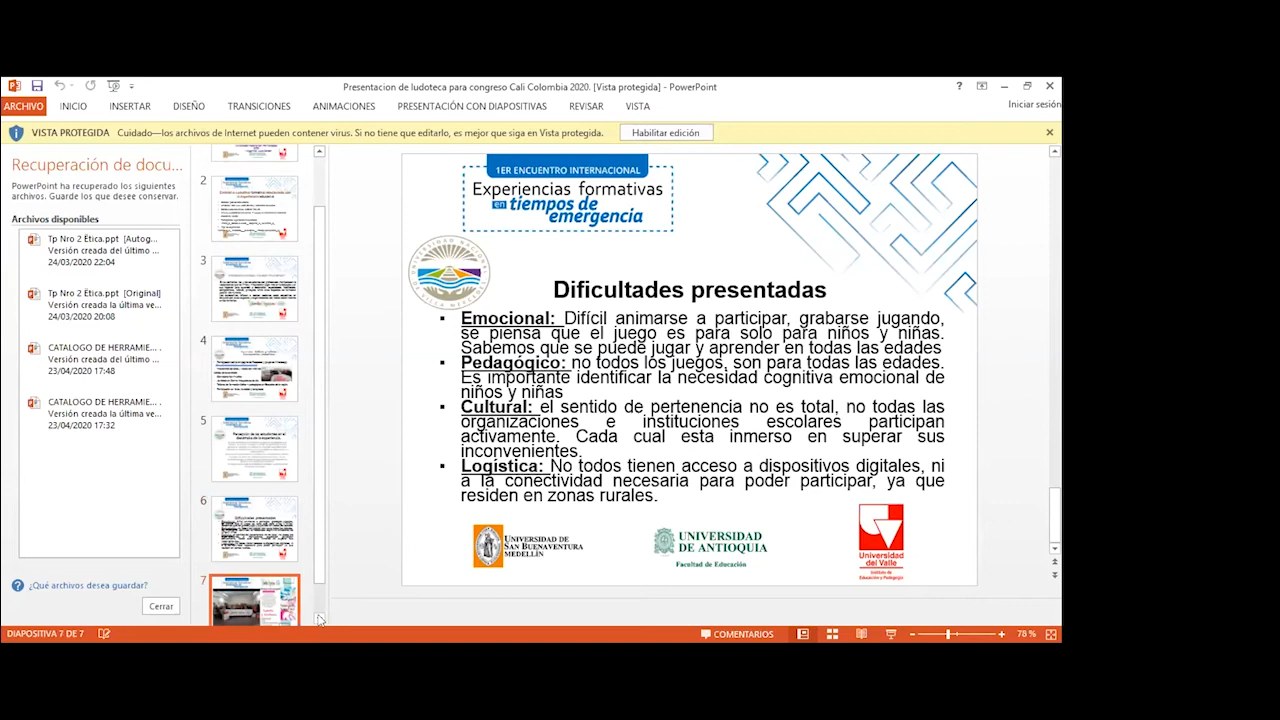 Presentacion de ludoteca para congreso Cali Colombia 2020. [Vista protegida] - PowerPoint
ARCHIVO INICIO INSERTAR DISEÑO TRANSICIONES ANIMACIONES PRESENTACIÓN CON DIAPOSITIVAS REVISAR VISTA
Iniciar sesión
VISTA PROTEGIDA Cuidado—los archivos de Internet pueden contener virus. Si no tiene que editarlo, es mejor que siga en Vista protegida. Habilitar edición
Recuperación de docu...
PowerPoint ha recuperado los siguientes
archivos. Guarde los que desee conservar.
Archivos disponibles
Tp Nro 2 Ética.ppt [Autog...
Versión creada del último ...
24/03/2020 22:04
Tp Nro 2 Ética.ppt [Original]
Versión creada la última ve...
24/03/2020 20:08
CATALOGO DE HERRAMIE... .
Versión creada del último ...
23/04/2020 17:48
CATALOGO DE HERRAMIE... .
Versión creada la última ve...
23/04/2020 17:32
¿Qué archivos desea guardar?
Cerrar
2
3
4
5
6
7
1ER ENCUENTRO INTERNACIONAL
Experiencias formativas
en tiempos de
emergencia
Dificultades presentadas
▪ Emocional: Difícil animarse a participar, grabarse jugando,
se piensa que el juego es para solo para niños y niñas,
Sabemos que se puede jugar y aprender en todas las edades.
▪ Pedagógico: no todos los juegos, son para todas las edades.
Es importante identificar la necesidad cognitiva emocional de
niños y niñas
▪ Cultural: el sentido de pertenencia no es total, no todas las
organizaciones e instituciones escolares participan
activamente. Cada cual esta inmerso en superar sus
inconvenientes.
▪ Logística: No todos tienen acceso a dispositivos digitales, ni
a la conectividad necesaria para poder participar, ya que
residen en zonas rurales.
UNIVERSIDAD DE
SAN BUENAVENTURA
MEDELLÍN
UNIVERSIDAD
DE ANTIOQUIA
Facultad de Educación
Universidad
del Valle
Instituto de
Educación y Pedagogía
DIAPOSITIVA 7 DE 7
COMENTARIOS
78 %